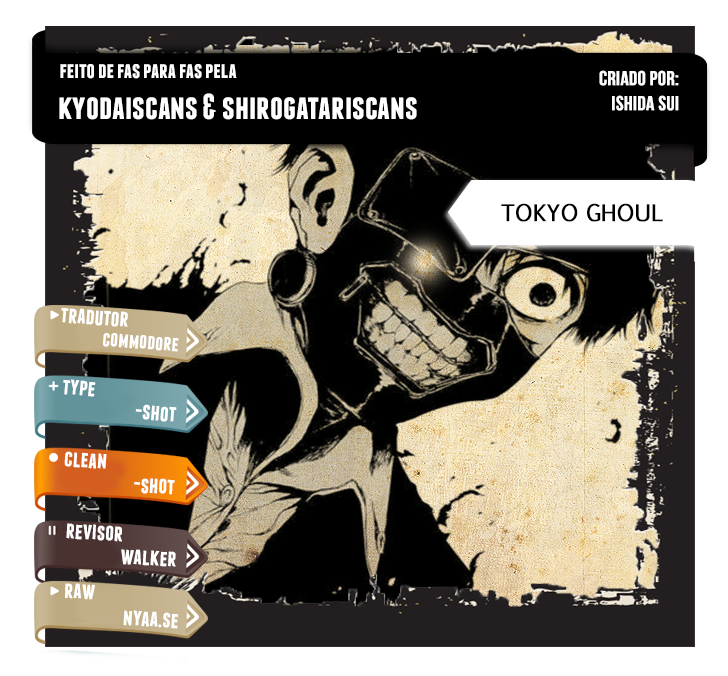 FEITO DE FAS PARA FAS PELA
KYODAISCANS & SHIROGATARISCANS
CRIADO POR:
ISHIDA SUI
TOKYO GHOUL
TRADUTOR
COMMODORE
+ TYPE
-SHOT
CLEAN
-SHOT
REVISOR
WALKER
RAW
NYAA.SE